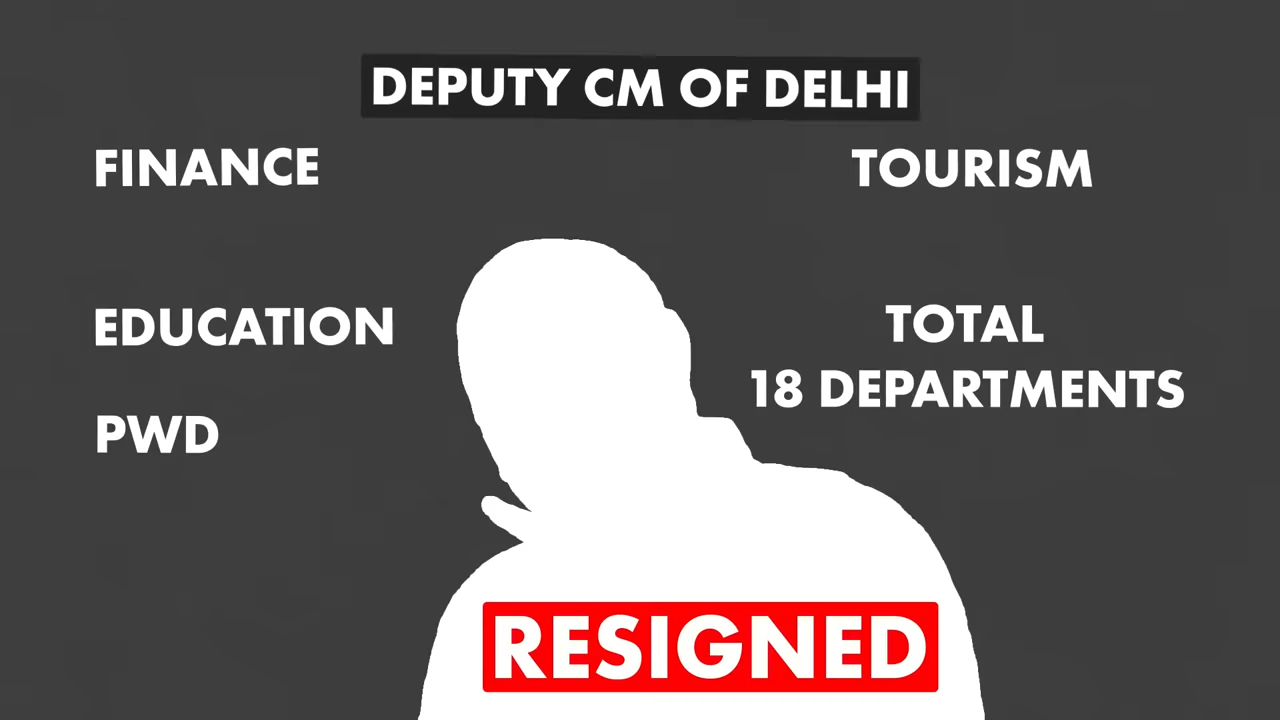 DEPUTY CM OF DELHI
FINANCE
TOURISM
EDUCATION
TOTAL
18 DEPARTMENTS
PWD
RESIGNED